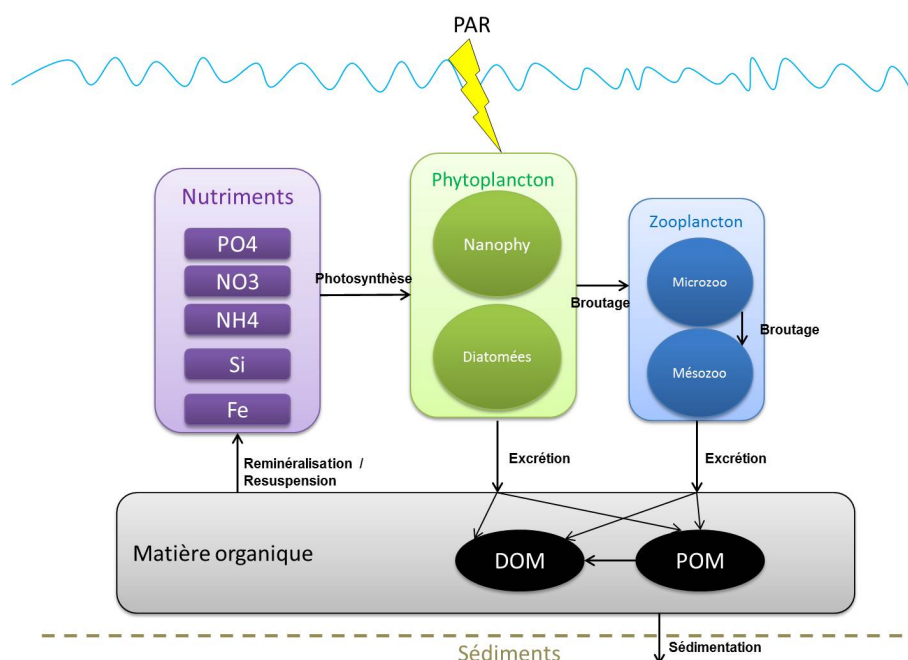 PAR
Nutriments
PO4
NO3
NH4
Si
Fe
Photosynthèse
Phytoplancton
Nanophy
Diatomées
Broutage
Zooplancton
Microzoo
Broutage
Mésozoo
Reminéralisation /
Resuspension
Excrétion
Excrétion
Matière organique
DOM
POM
Sédiments
Sédimentation